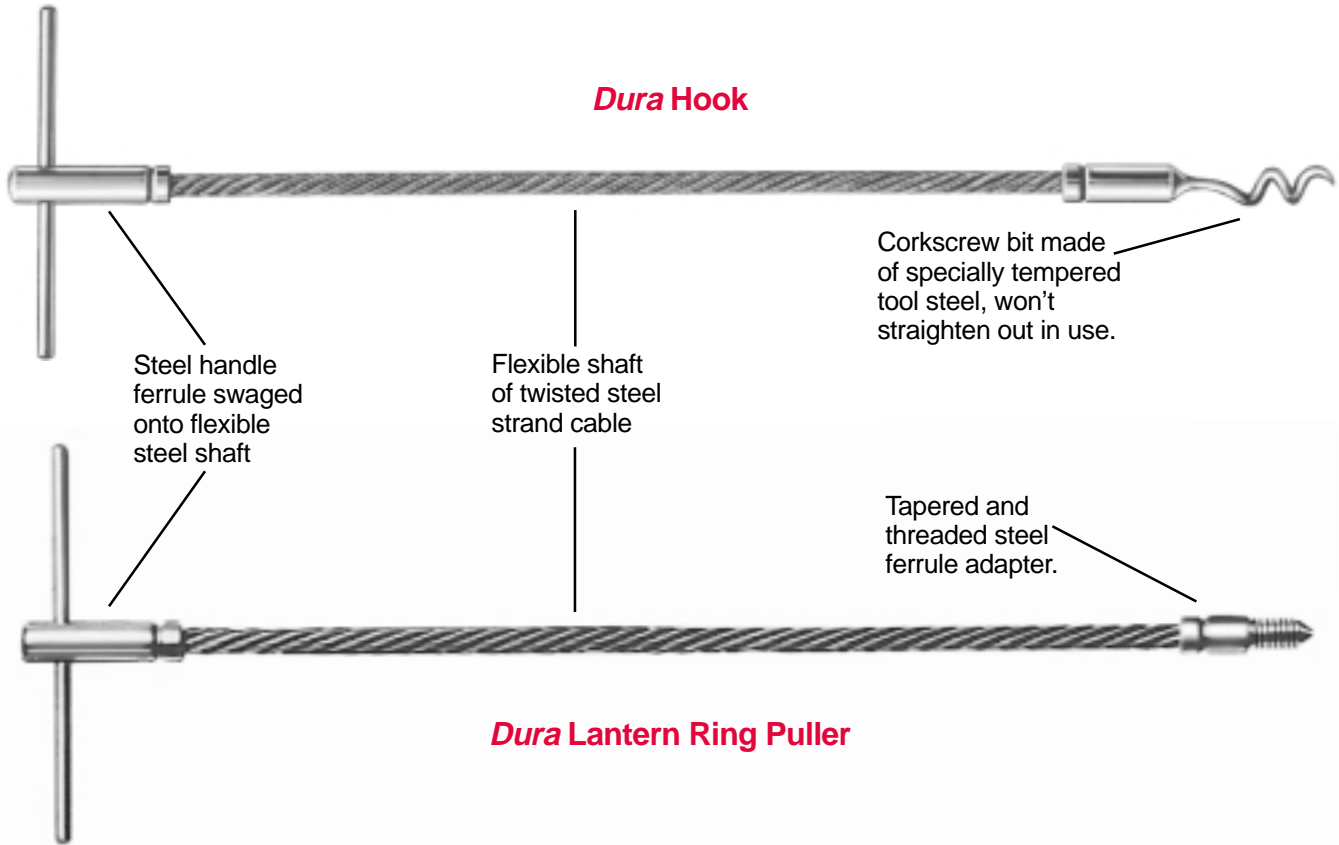 Dura Hook
Corkscrew bit made
of specially tempered
tool steel, won't
straighten out in use.
Steel handle
ferrule swaged
onto flexible
steel shaft
Flexible shaft
of twisted steel
strand cable
Tapered and
threaded steel
ferrule adapter.
Dura Lantern Ring Puller